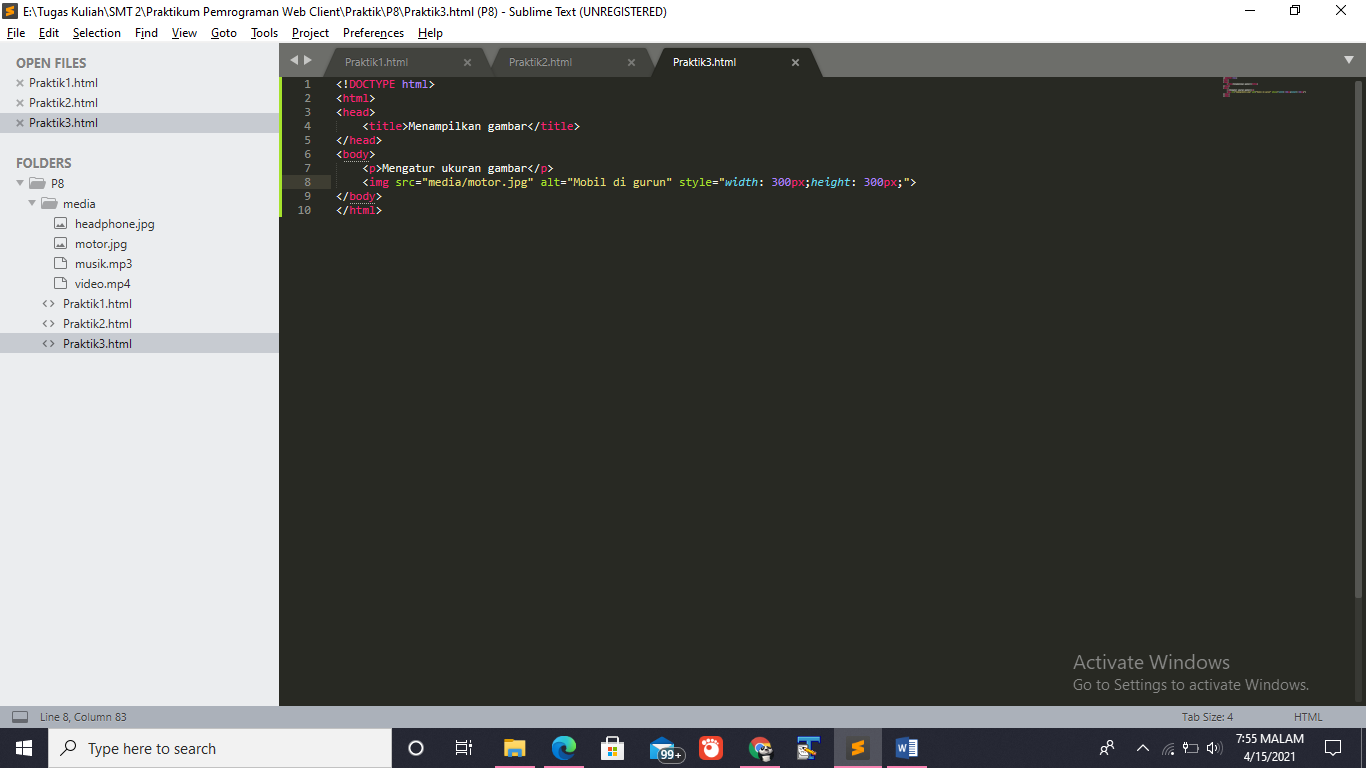 E:\Tugas Kuliah\SMT 2\Praktikum Pemrograman Web Client\Praktik\P8\Praktik3.html (P8) - Sublime Text (UNREGISTERED)
File Edit Selection Find View Goto Tools Project Preferences Help
OPEN FILES
Praktik1.html
Praktik2.html
Praktik3.html
FOLDERS
P8
media
headphone.jpg
motor.jpg
musik.mp3
video.mp4
Praktik1.html
Praktik2.html
Praktik3.html
Praktik1.html Praktik2.html Praktik3.html
1 <!DOCTYPE html>
2 <html>
3 <head>
4 <title>Menampilkan gambar</title>
5 </head>
6 <body>
7 <p>Mengatur ukuran gambar</p>
8 <img src="media/motor.jpg" alt="Mobil di gurun" style="width: 300px;height: 300px;">
9 </body>
10 </html>
Activate Windows
Go to Settings to activate Windows.
Line 8, Column 83 Tab Size: 4 HTML
Type here to search 99+ 7:55 MALAM
4/15/2021